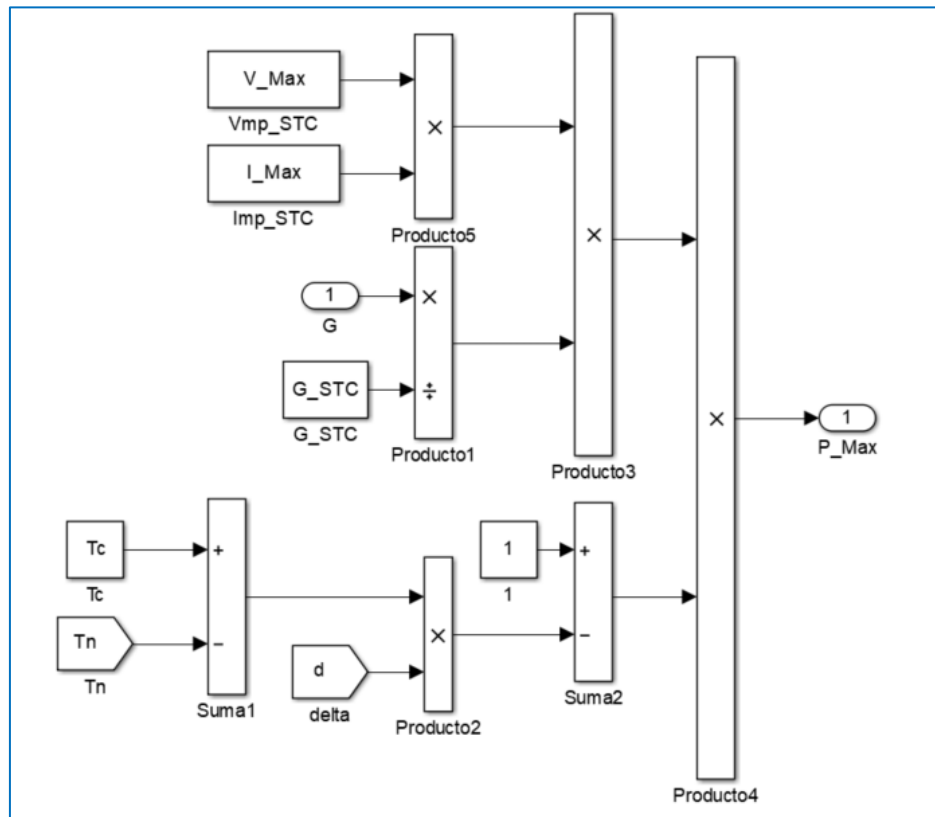 V_Max
Vmp_STC
I_Max
Imp_STC
×
Producto5
1
G
×
G_STC
G_STC
÷
Producto1
×
Producto3
Tc
Tc
+
Tn
Tn
−
Suma1
d
delta
×
Producto2
1
1
+
−
Suma2
×
Producto4
1
P_Max